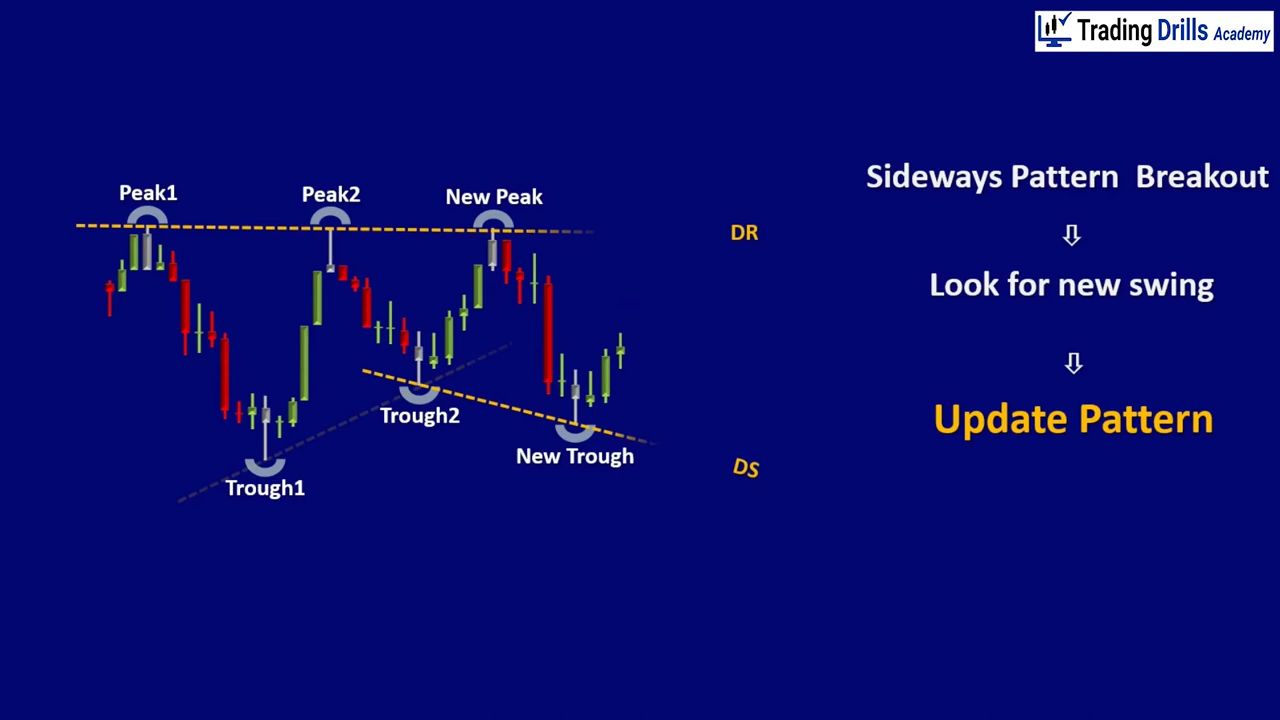 Trading Drills Academy
Sideways Pattern Breakout
Peak1
Peak2
New Peak
DR
Look for new swing
Trough2
Update Pattern
New Trough
DS
Trough1